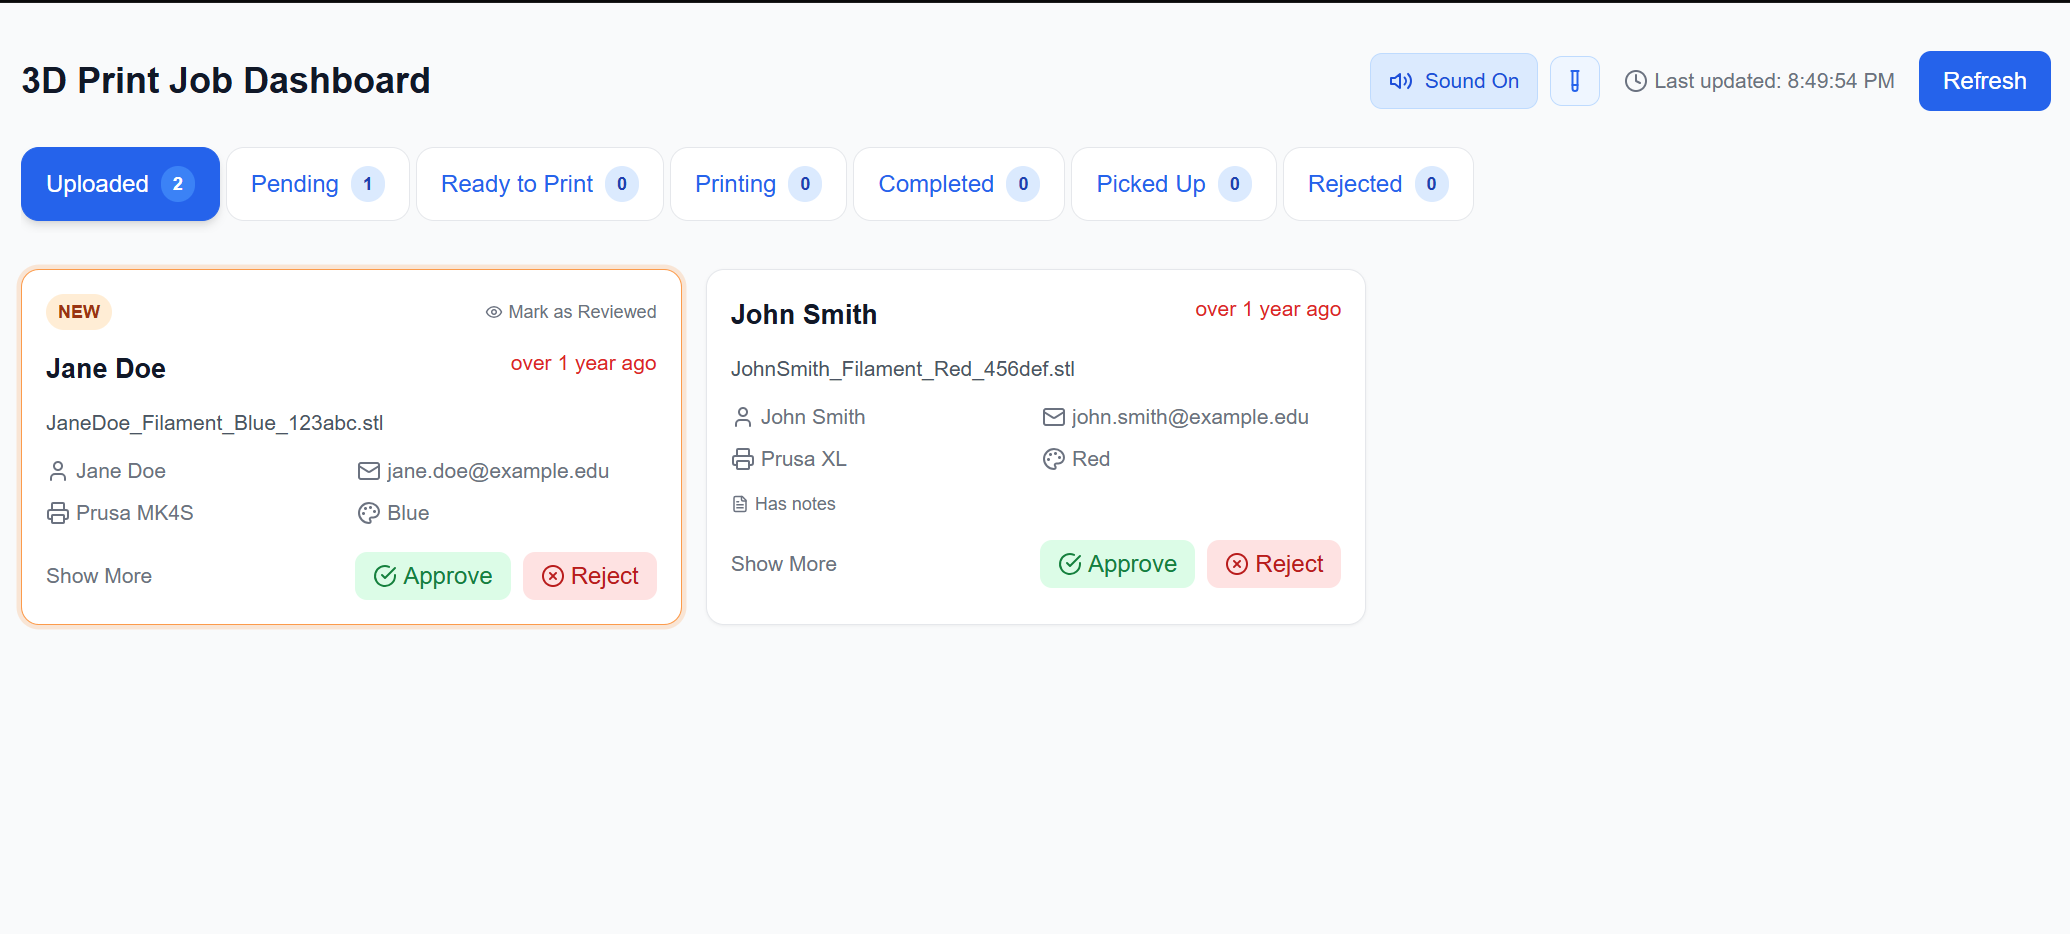 3D Print Job Dashboard
Sound On
Last updated: 8:49:54 PM
Refresh
Uploaded 2
Pending 1
Ready to Print 0
Printing 0
Completed 0
Picked Up 0
Rejected 0
NEW
Mark as Reviewed
Jane Doe
over 1 year ago
JaneDoe_Filament_Blue_123abc.stl
Jane Doe
jane.doe@example.edu
Prusa MK4S
Blue
Show More
Approve
Reject
John Smith
over 1 year ago
JohnSmith_Filament_Red_456def.stl
John Smith
john.smith@example.edu
Prusa XL
Red
Has notes
Show More
Approve
Reject